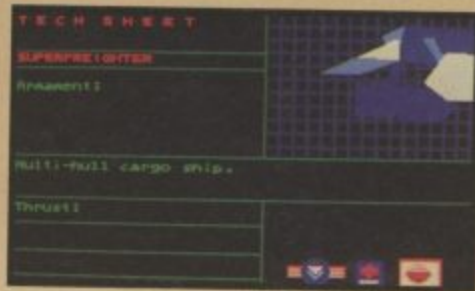 TECH SHEET
SUPERFREIGHTER
Armament:
Multi-hull cargo ship.
Thrust: